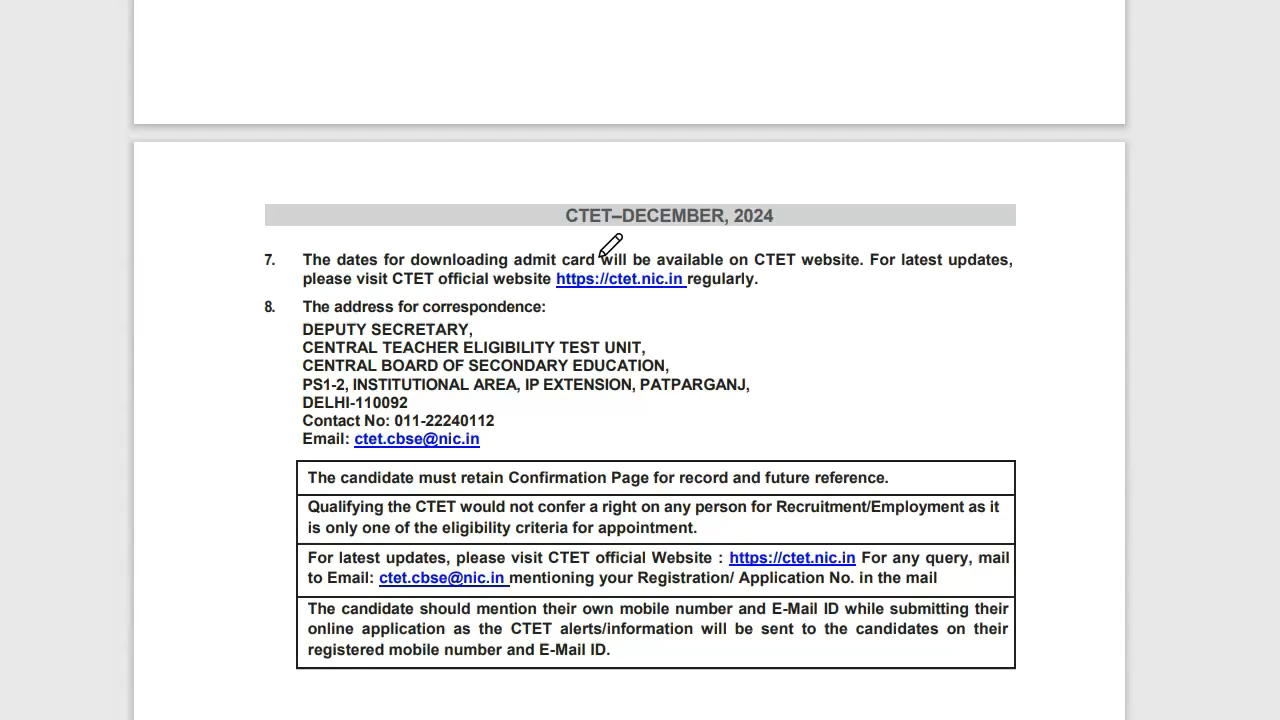 CTET–DECEMBER, 2024
7. The dates for downloading admit card will be available on CTET website. For latest updates,
please visit CTET official website https://ctet.nic.in regularly.
8. The address for correspondence:
DEPUTY SECRETARY,
CENTRAL TEACHER ELIGIBILITY TEST UNIT,
CENTRAL BOARD OF SECONDARY EDUCATION,
PS1-2, INSTITUTIONAL AREA, IP EXTENSION, PATPARGANJ,
DELHI-110092
Contact No: 011-22240112
Email: ctet.cbse@nic.in
The candidate must retain Confirmation Page for record and future reference.
Qualifying the CTET would not confer a right on any person for Recruitment/Employment as it
is only one of the eligibility criteria for appointment.
For latest updates, please visit CTET official Website : https://ctet.nic.in For any query, mail
to Email: ctet.cbse@nic.in mentioning your Registration/ Application No. in the mail
The candidate should mention their own mobile number and E-Mail ID while submitting their
online application as the CTET alerts/information will be sent to the candidates on their
registered mobile number and E-Mail ID.